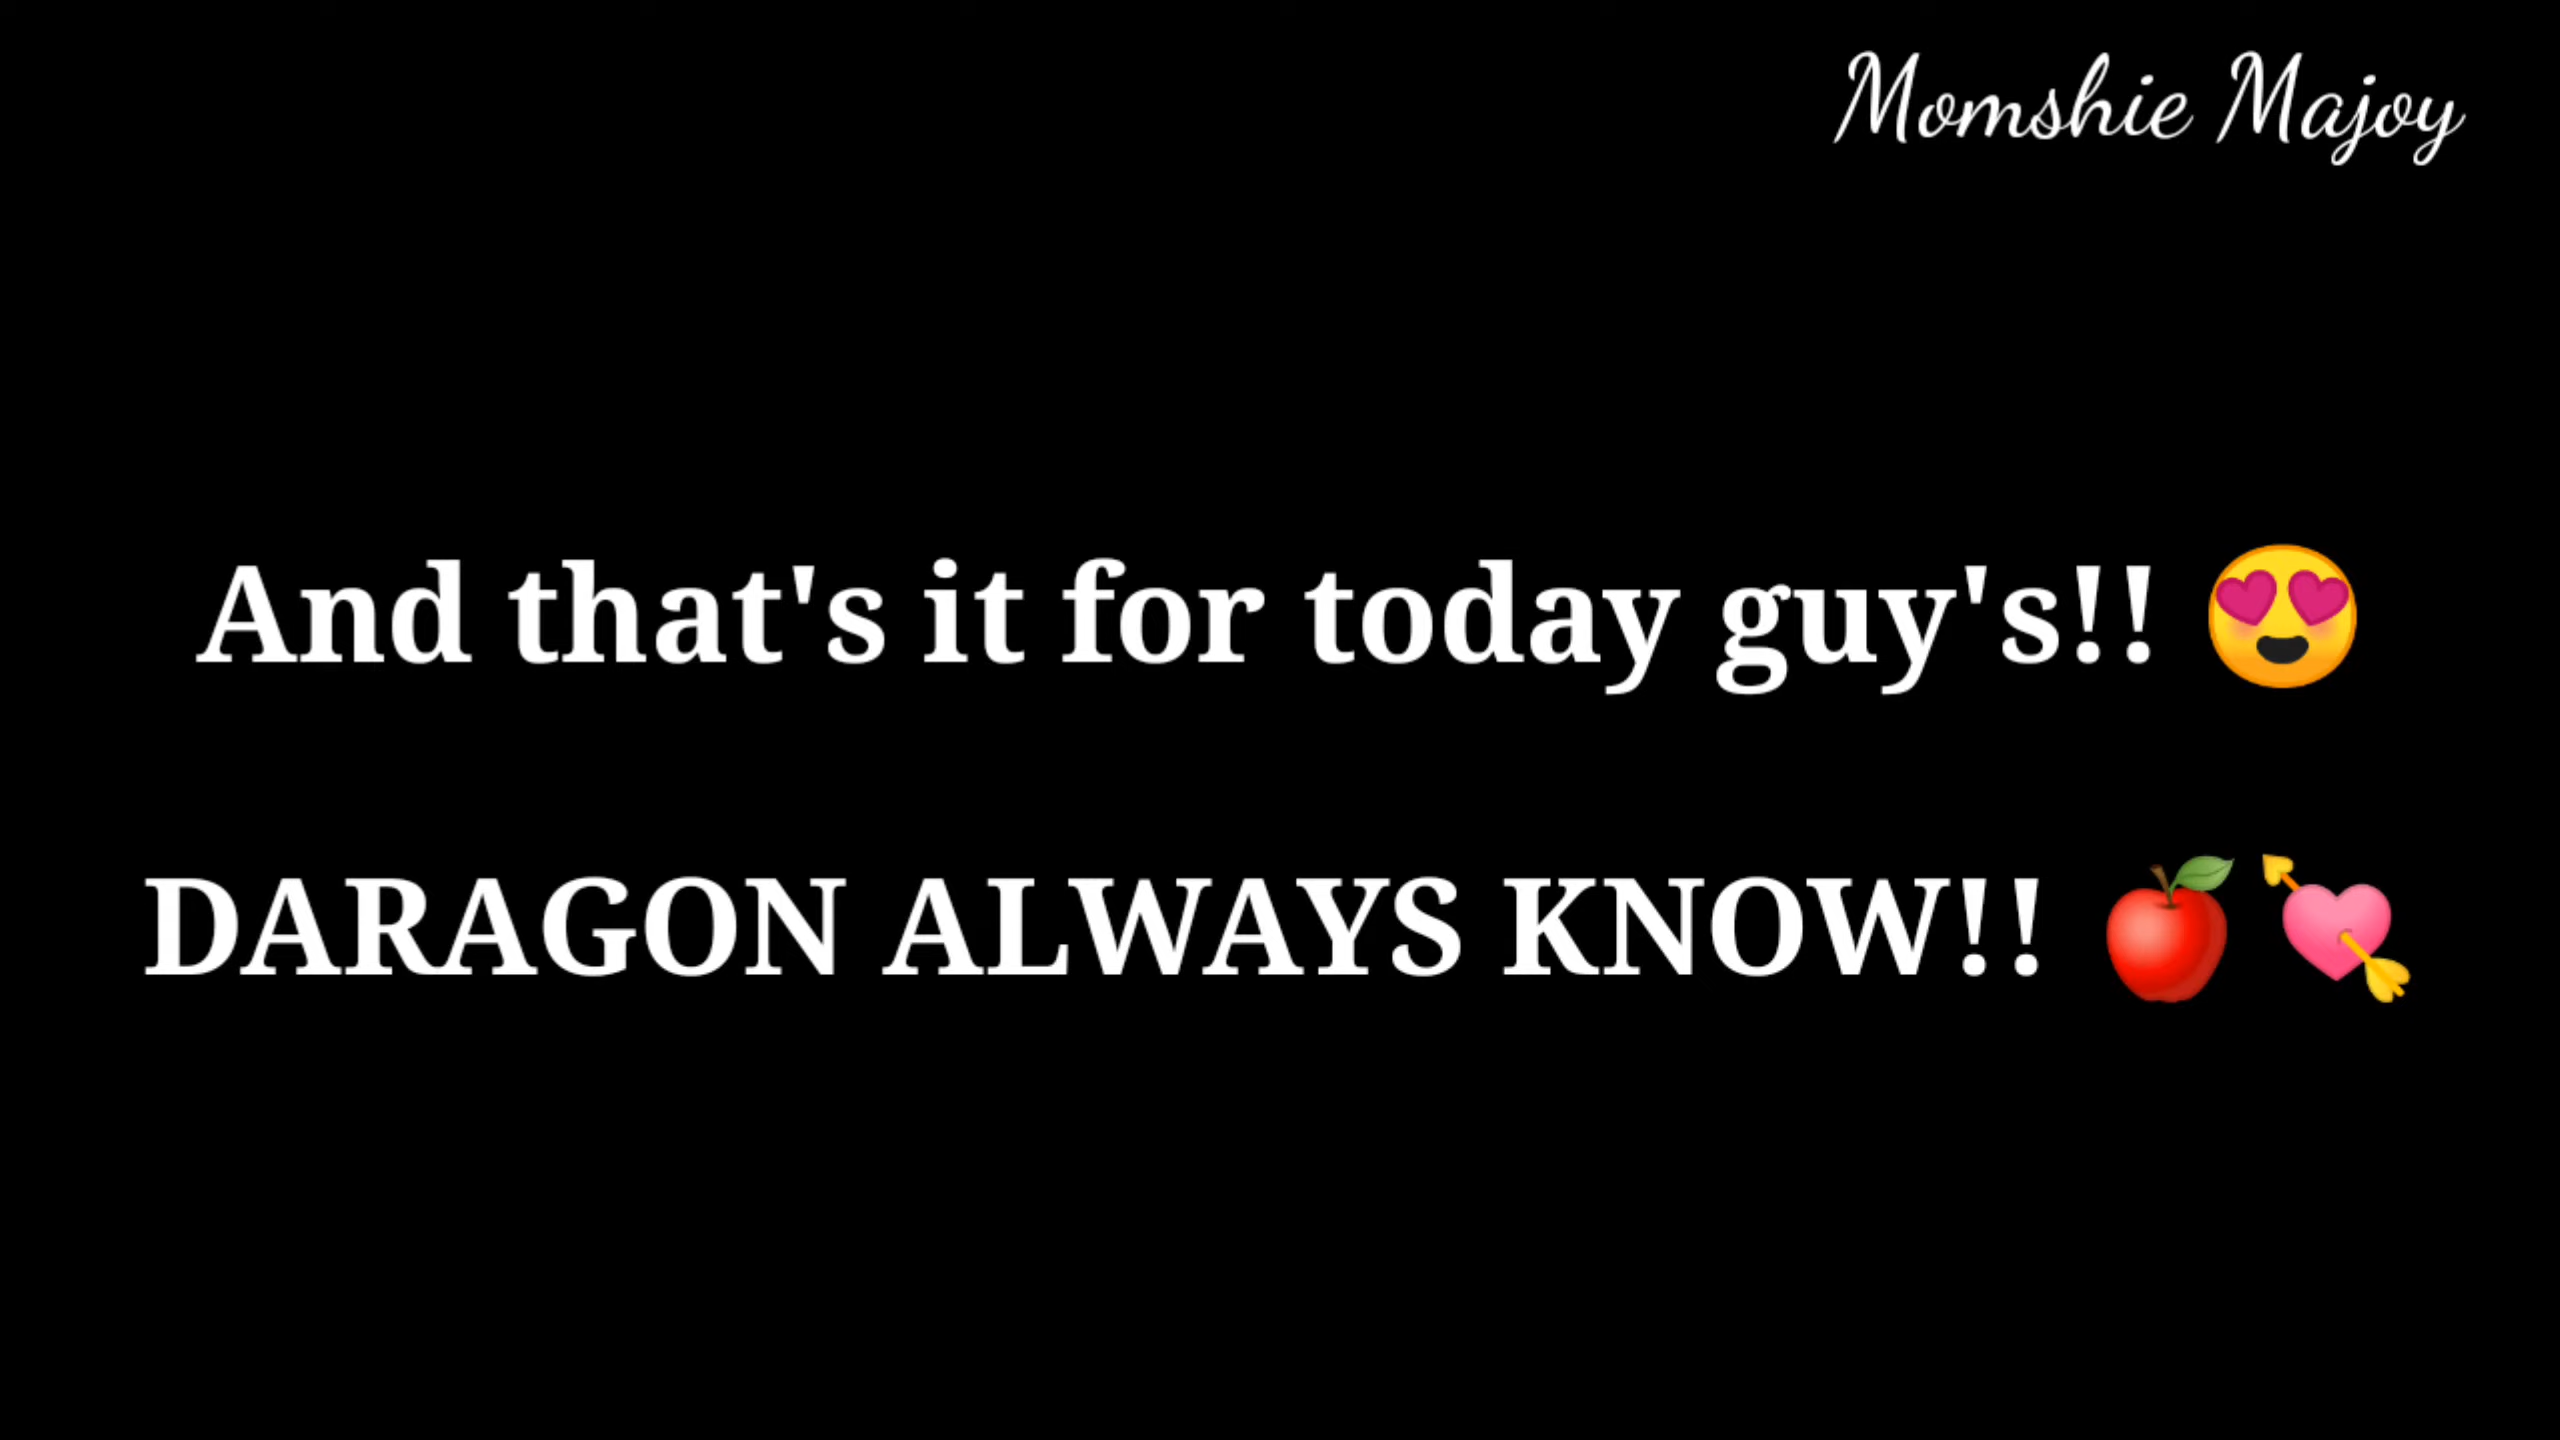 Momshie Majoy
And that's it for today guy's!! 😍
DARAGON ALWAYS KNOW!! 🍎💘